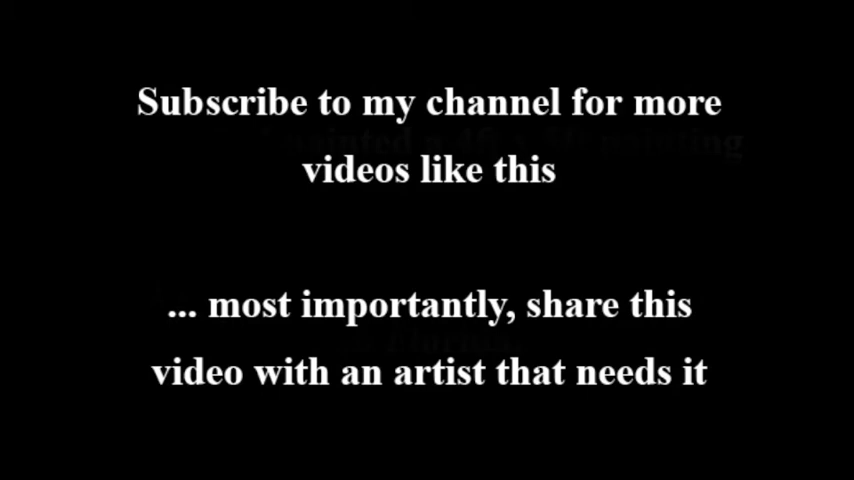 Subscribe to my channel for more
videos like this
... most importantly, share this
video with an artist that needs it